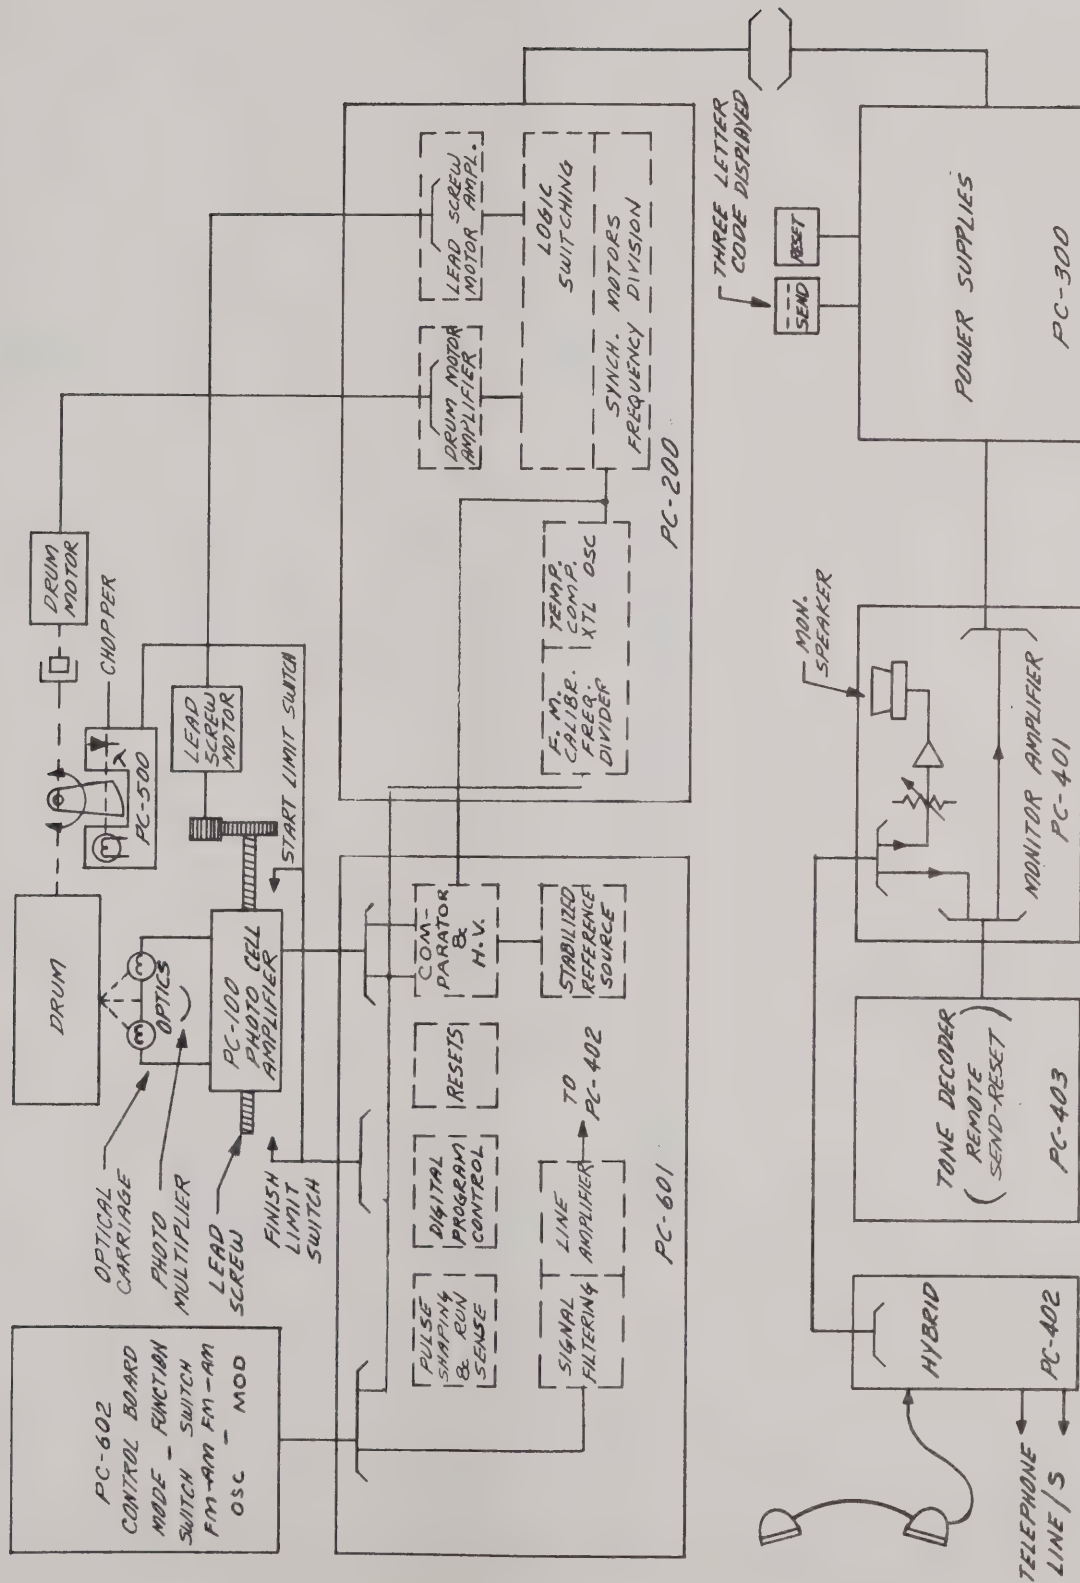 PC-602
CONTROL BOARD
MODE - FUNCTION
SWITCH SWITCH
FM-AM FM-AM
OSC - MOD
OPTICAL
CARRIAGE
PHOTO
MULTIPLIER
LEAD
SCREW
FINISH
LIMIT
SWITCH
DRUM
OPTICS
PC-100
PHOTO CELL
AMPLIFIER
START LIMIT SWITCH
PC-500
CHOPPER
LEAD
SCREW
MOTOR
DRUM
MOTOR
PULSE
SHAPING
& RUN
SENSE
DIGITAL
PROGRAM
CONTROL
RESETS
COM-
PARATOR
&
H.V.
SIGNAL
FILTERING
LINE
AMPLIFIER
TO
PC-402
STABILIZED
REFERENCE
SOURCE
PC-601
F.M.
CALIBR.
FREQ.
DIVIDER
TEMP.
COMP.
XTL OSC
DRUM MOTOR
AMPLIFIER
LEAD SCREW
MOTOR AMPL.
LOGIC
SWITCHING
SYNCH. MOTORS
FREQUENCY DIVISION
PC-200
TELEPHONE
LINE/S
HYBRID
PC-402
TONE DECODER
(REMOTE
SEND-RESET)
PC-403
MON.
SPEAKER
MONITOR AMPLIFIER
PC-401
THREE LETTER
CODE DISPLAYED
SEND
RESET
POWER SUPPLIES
PC-300